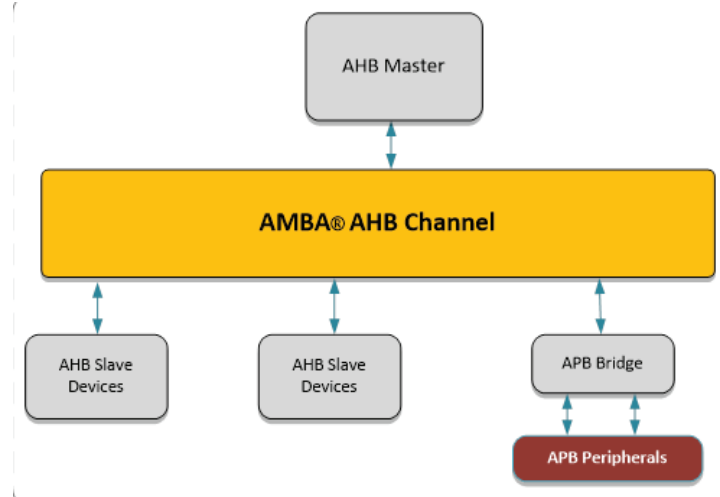 AHB Master
AMBA® AHB Channel
AHB Slave
Devices
AHB Slave
Devices
APB Bridge
APB Peripherals